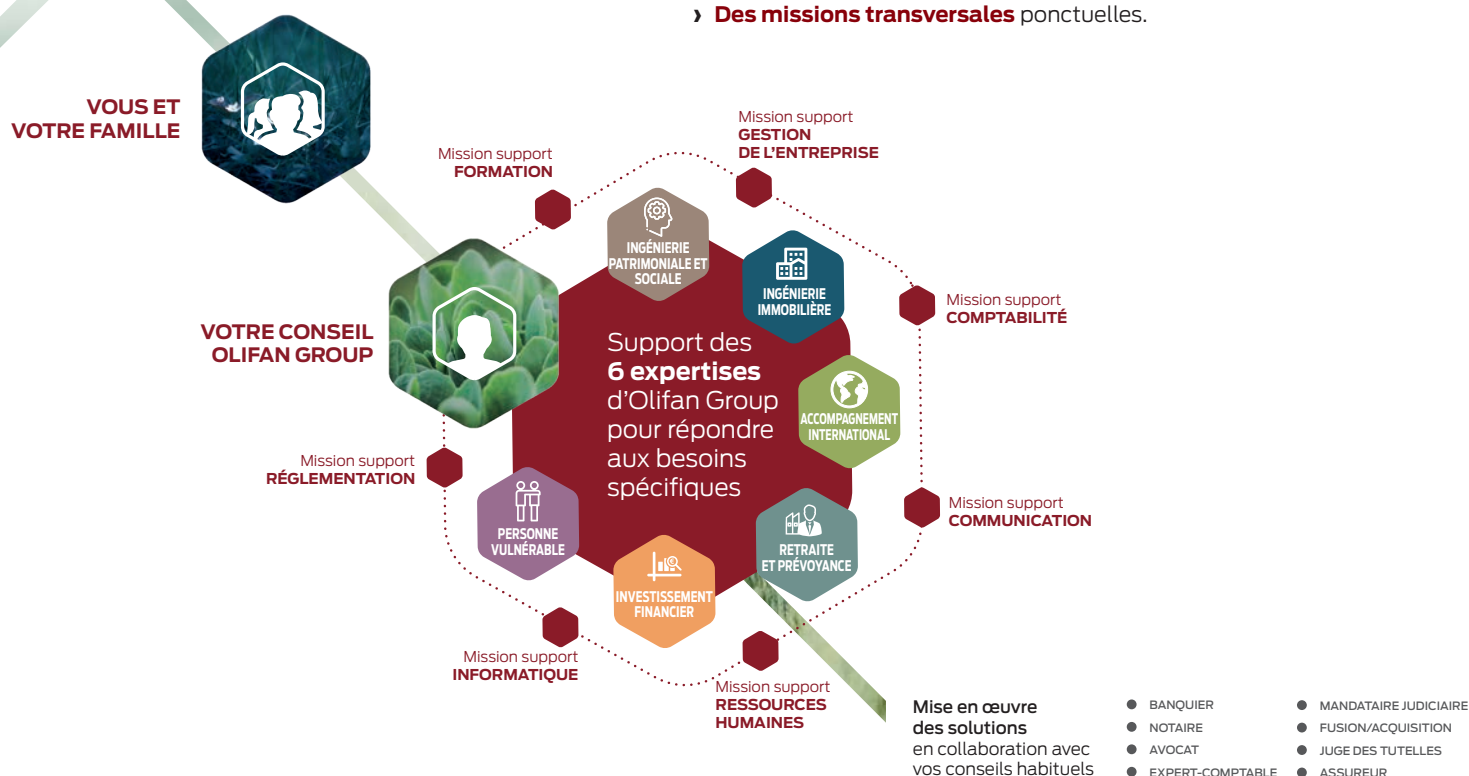 › Des missions transversales ponctuelles.
VOUS ET
VOTRE FAMILLE
Mission support
GESTION
DE L’ENTREPRISE
Mission support
FORMATION
INGÉNIERIE
PATRIMONIALE ET
SOCIALE
INGÉNIERIE
IMMOBILIÈRE
Mission support
COMPTABILITÉ
VOTRE CONSEIL
OLIFAN GROUP
Support des
6 expertises
d’Olifan Group
pour répondre
aux besoins
spécifiques
ACCOMPAGNEMENT
INTERNATIONAL
Mission support
RÉGLEMENTATION
Mission support
COMMUNICATION
PERSONNE
VULNÉRABLE
RETRAITE
ET PRÉVOYANCE
INVESTISSEMENT
FINANCIER
Mission support
INFORMATIQUE
Mission support
RESSOURCES
HUMAINES
Mise en œuvre
des solutions
en collaboration avec
vos conseils habituels
● BANQUIER
● NOTAIRE
● AVOCAT
● EXPERT-COMPTABLE
● MANDATAIRE JUDICIAIRE
● FUSION/ACQUISITION
● JUGE DES TUTELLES
● ASSUREUR